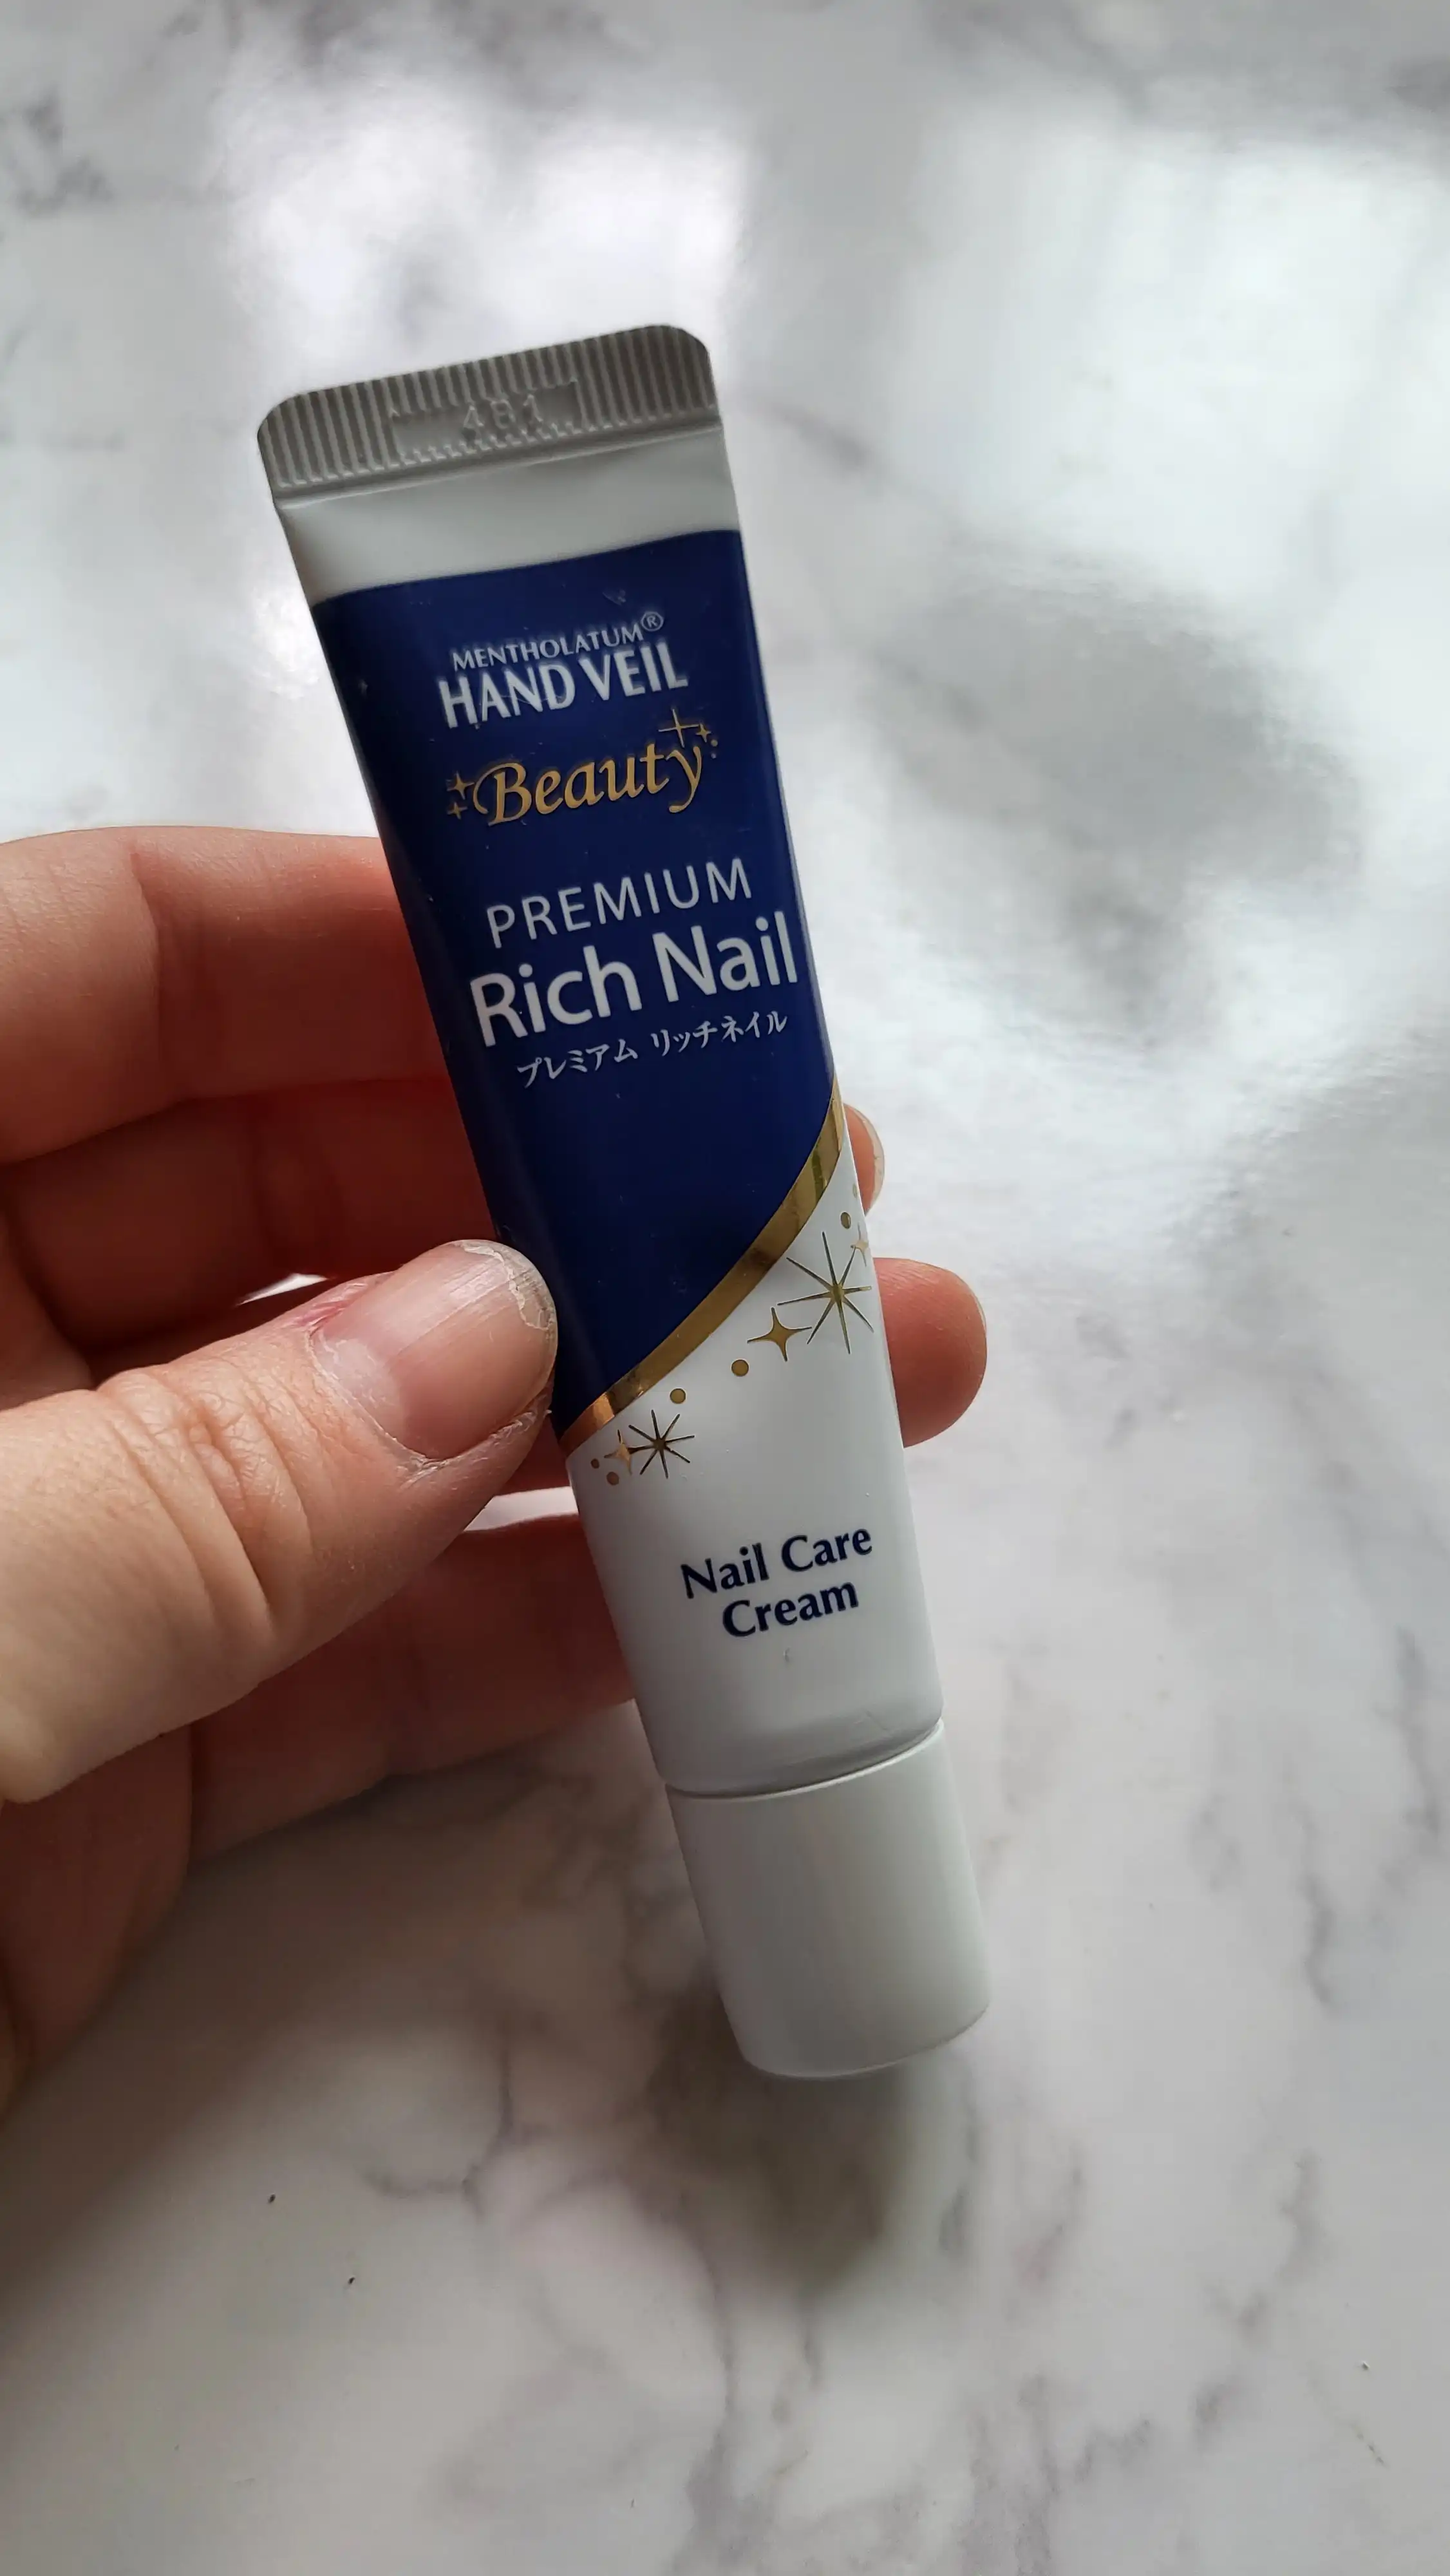 4B1
MENTHOLATUM®
HAND VEIL
Beauty
PREMIUM
Rich Nail
プレミアム リッチネイル
Nail Care
Cream